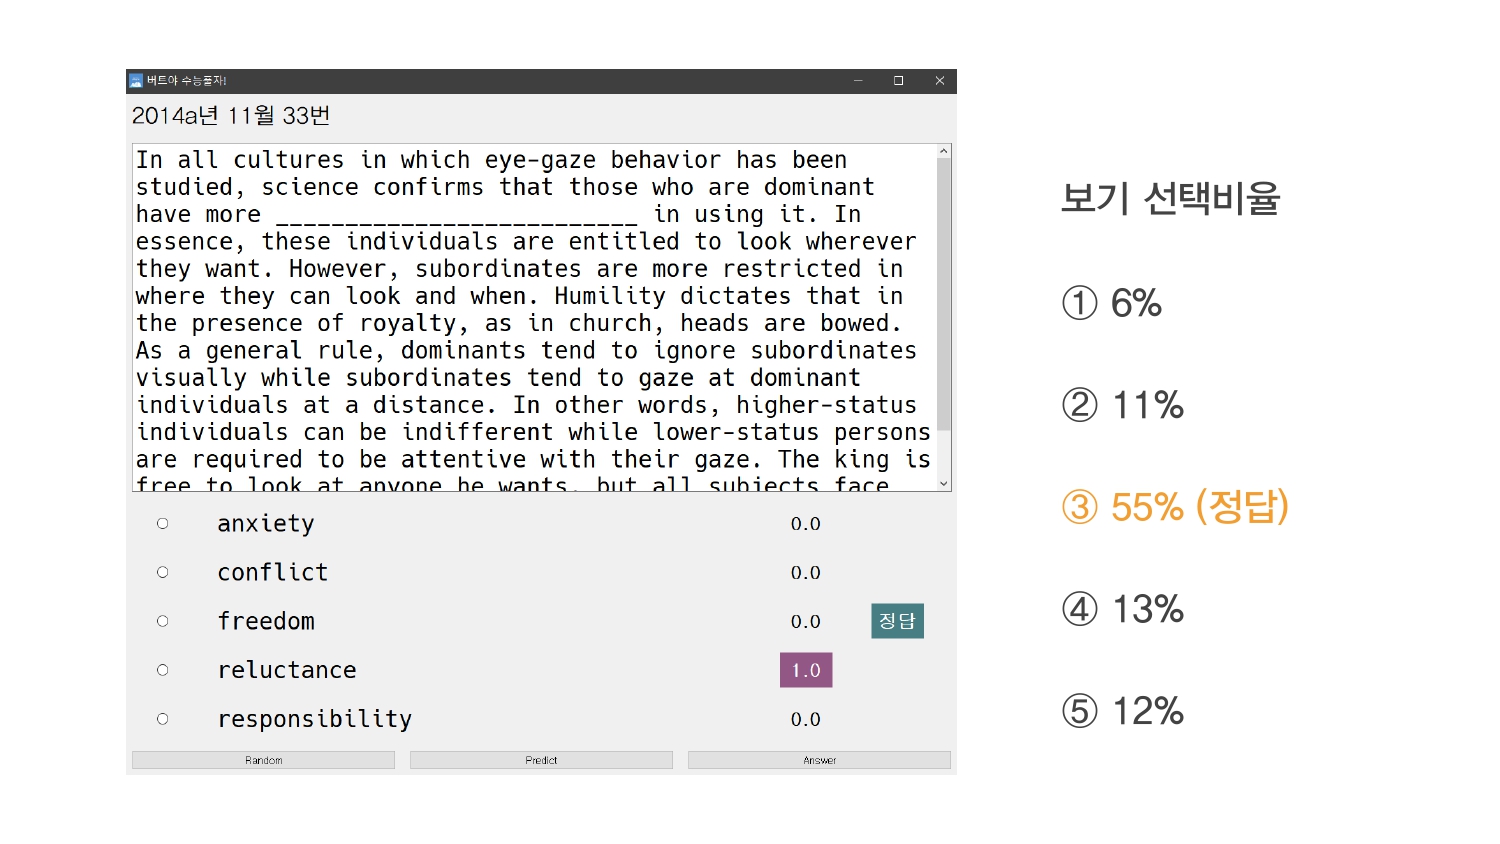 버트야 수능풀자!
2014a년 11월 33번
In all cultures in which eye-gaze behavior has been
studied, science confirms that those who are dominant
have more __________________________ in using it. In
essence, these individuals are entitled to look wherever
they want. However, subordinates are more restricted in
where they can look and when. Humility dictates that in
the presence of royalty, as in church, heads are bowed.
As a general rule, dominants tend to ignore subordinates
visually while subordinates tend to gaze at dominant
individuals at a distance. In other words, higher-status
individuals can be indifferent while lower-status persons
are required to be attentive with their gaze. The king is
free to look at anyone he wants, but all subjects face
anxiety 0.0
conflict 0.0
freedom 0.0 정답
reluctance 1.0
responsibility 0.0
Random Predict Answer
보기 선택비율
① 6%
② 11%
③ 55% (정답)
④ 13%
⑤ 12%